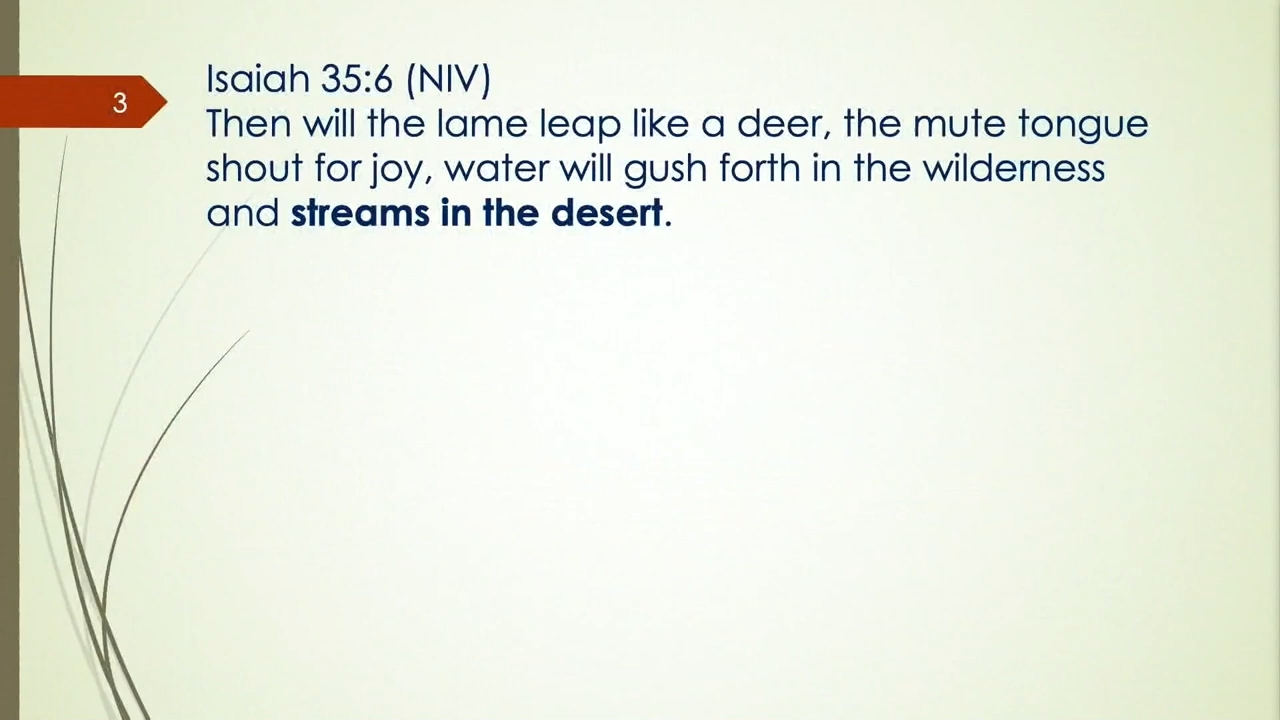 3
Isaiah 35:6 (NIV)
Then will the lame leap like a deer, the mute tongue
shout for joy, water will gush forth in the wilderness
and streams in the desert.